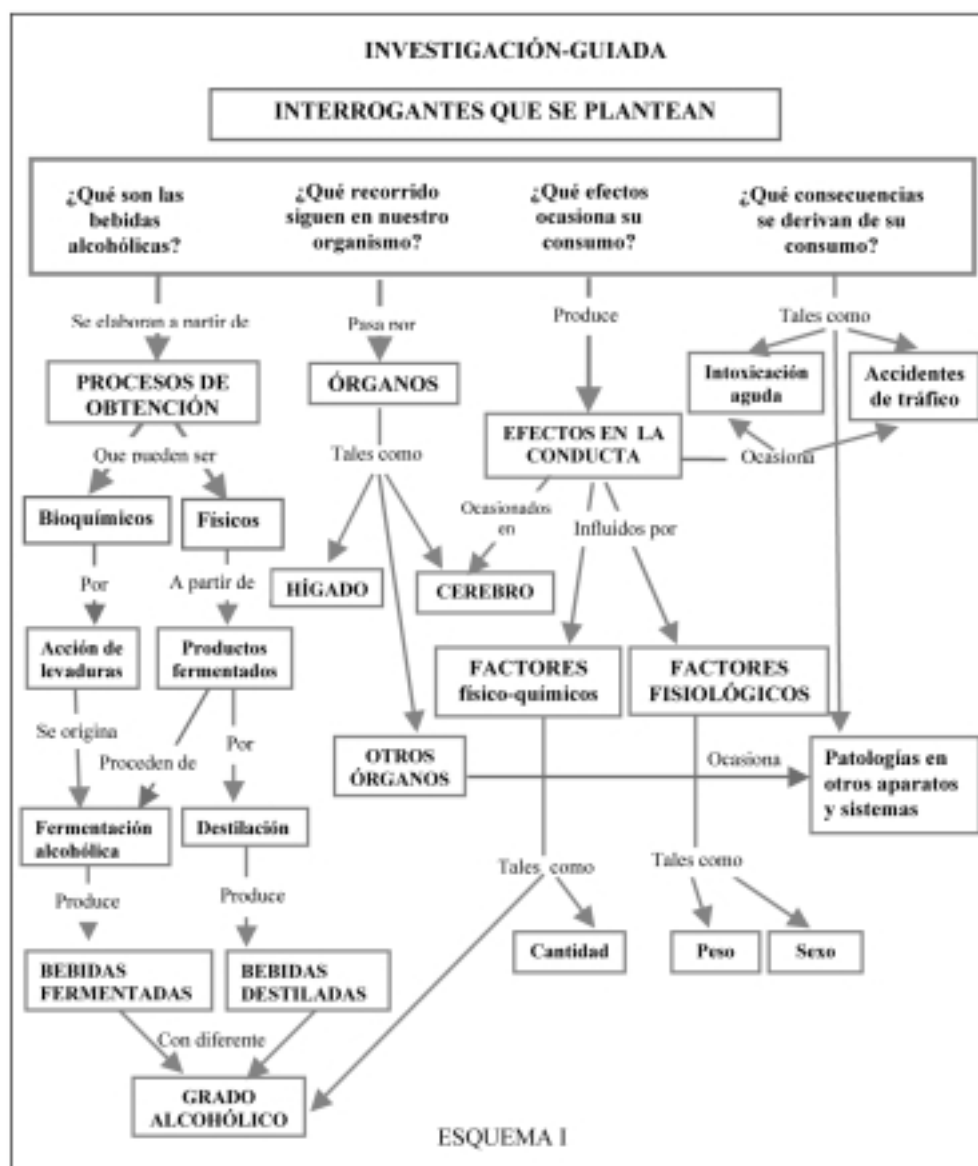 INVESTIGACIÓN-GUIADA
INTERROGANTES QUE SE PLANTEAN
¿Qué son las
bebidas
alcohólicas?
¿Qué recorrido
siguen en nuestro
organismo?
¿Qué efectos
ocasiona su
consumo?
¿Qué consecuencias
se derivan de su
consumo?
Se elaboran a partir de
Pasa por
Produce
Tales como
PROCESOS DE
OBTENCIÓN
ÓRGANOS
Intoxicación
aguda
Accidentes
de tráfico
EFECTOS EN LA
CONDUCTA
Ocasiona
Que pueden ser
Tales como
Bioquímicos
Físicos
Ocasionados
en
Influidos por
Por
A partir de
HÍGADO
CEREBRO
Acción de
levaduras
Productos
fermentados
FACTORES
físico-químicos
FACTORES
FISIOLÓGICOS
Se origina
Proceden de
Por
OTROS
ÓRGANOS
Ocasiona
Patologías en
otros aparatos
y sistemas
Fermentación
alcohólica
Destilación
Produce
Produce
Tales como
Tales como
Cantidad
Peso
Sexo
BEBIDAS
FERMENTADAS
BEBIDAS
DESTILADAS
Con diferente
GRADO
ALCOHÓLICO
ESQUEMA I